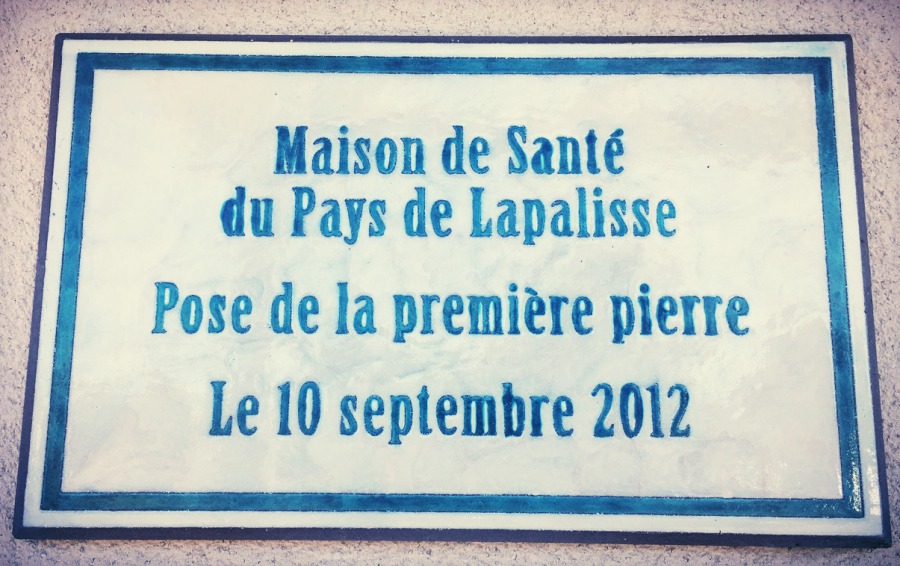 Maison de Santé
du Pays de Lapalisse
Pose de la première pierre
Le 10 septembre 2012